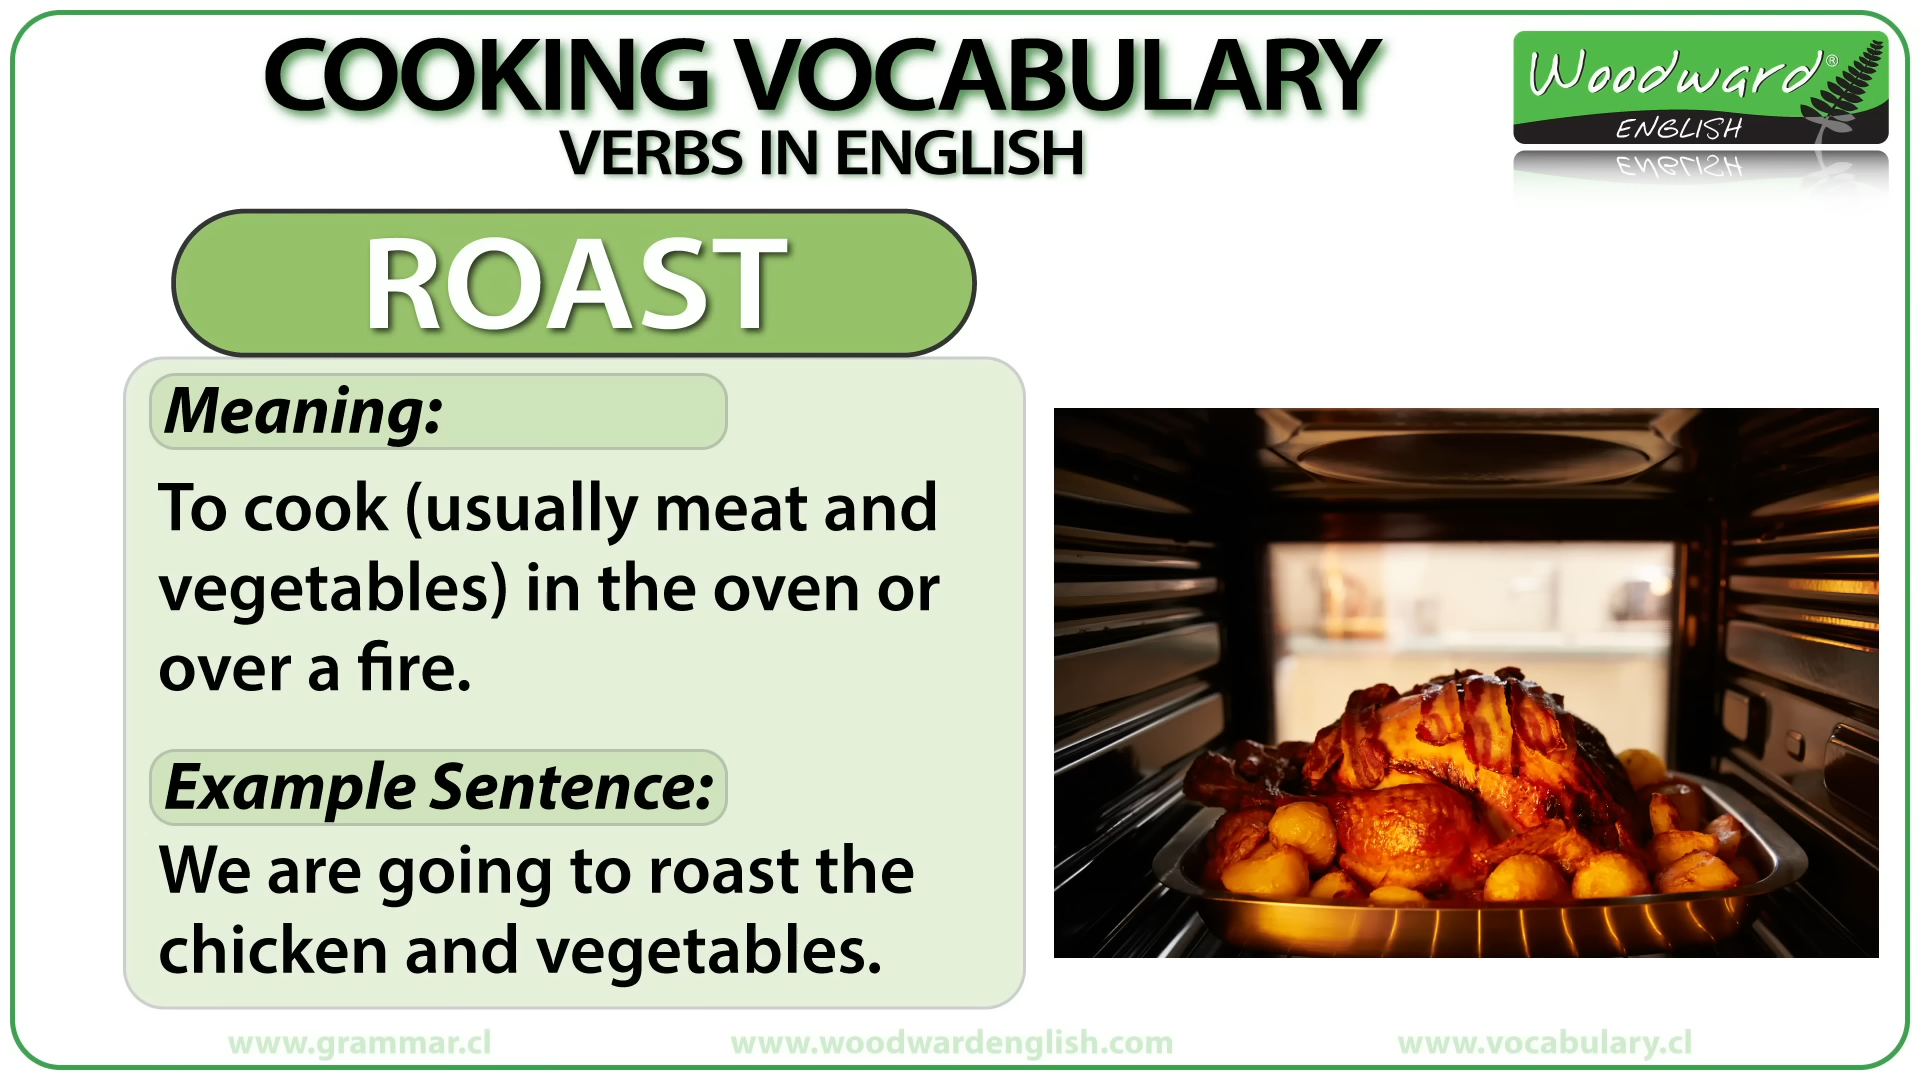 COOKING VOCABULARY
VERBS IN ENGLISH
Woodward®
ENGLISH
ROAST
Meaning:
To cook (usually meat and
vegetables) in the oven or
over a fire.
Example Sentence:
We are going to roast the
chicken and vegetables.
www.grammar.cl
www.woodwardenglish.com
www.vocabulary.cl